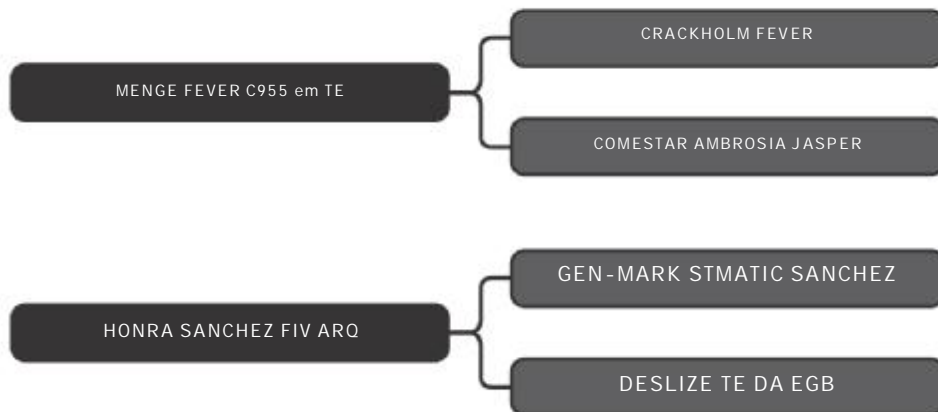 CRACKHOLM FEVER
MENGE FEVER C955 em TE
COMESTAR AMBROSIA JASPER
GEN-MARK STMATIC SANCHEZ
HONRA SANCHEZ FIV ARQ
DESLIZE TE DA EGB